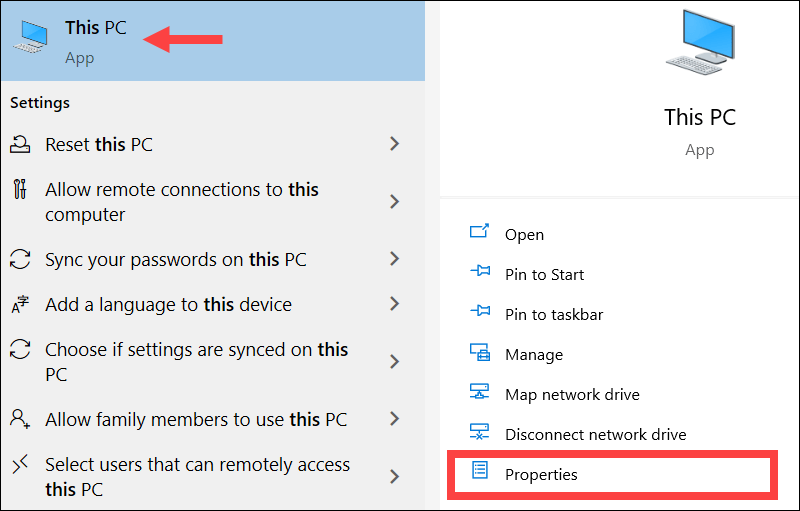 This PC
App
Settings
Reset this PC
Allow remote connections to this
computer
Sync your passwords on this PC
Add a language to this device
Choose if settings are synced on this
PC
Allow family members to use this PC
Select users that can remotely access
this PC
This PC
App
Open
Pin to Start
Pin to taskbar
Manage
Map network drive
Disconnect network drive
Properties